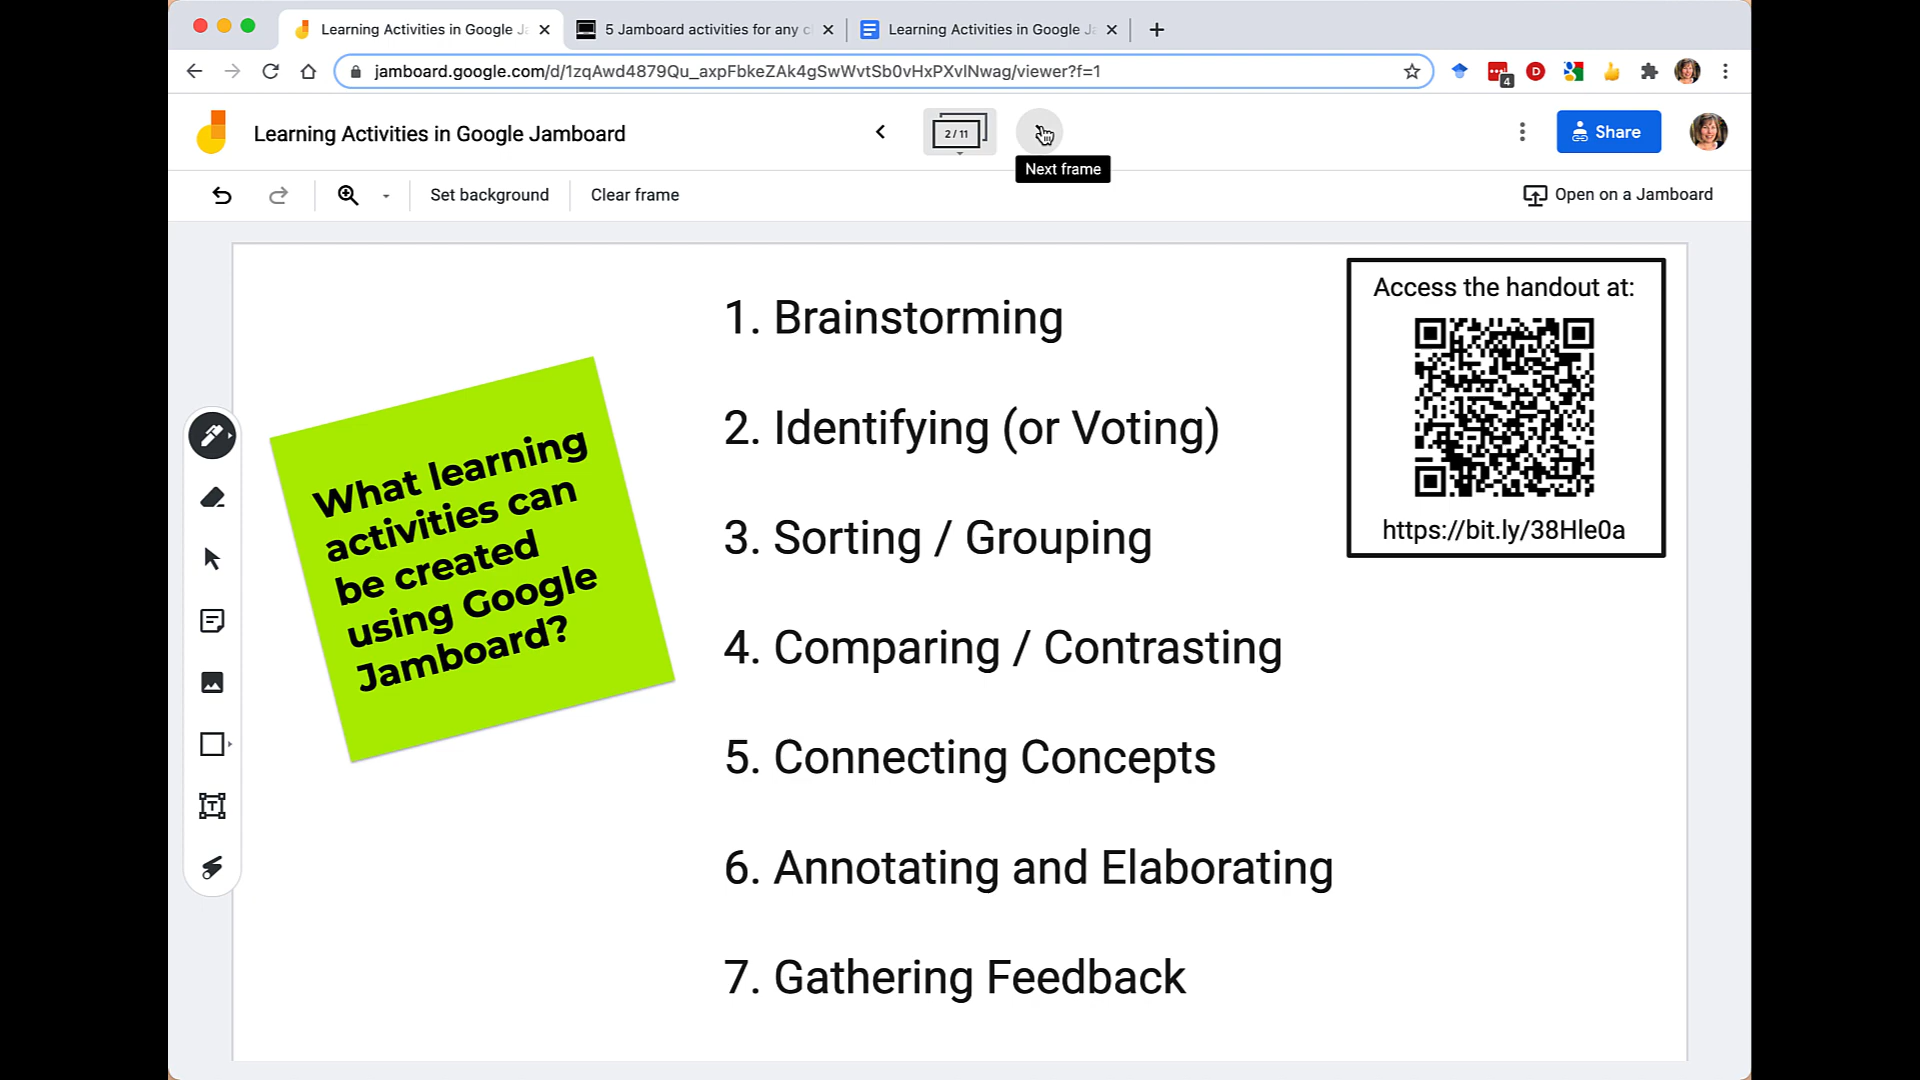 Learning Activities in Google J
5 Jamboard activities for any c
Learning Activities in Google J
jamboard.google.com/d/1zqAwd4879Qu_axpFbkeZAk4gSwWvtSb0vHxPXvlNwag/viewer?f=1
4
D
Learning Activities in Google Jamboard
2 / 11
Share
Next frame
Set background
Clear frame
Open on a Jamboard
What learning
activities can
be created
using Google
Jamboard?
1. Brainstorming
2. Identifying (or Voting)
3. Sorting / Grouping
4. Comparing / Contrasting
5. Connecting Concepts
6. Annotating and Elaborating
7. Gathering Feedback
Access the handout at:
https://bit.ly/38Hle0a
T